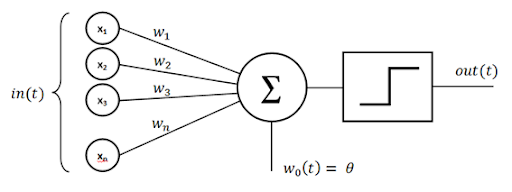 x₁
w₁
x₂
w₂
x₃
w₃
in(t)
Σ
out(t)
wₙ
xₙ
w₀(t) = θ